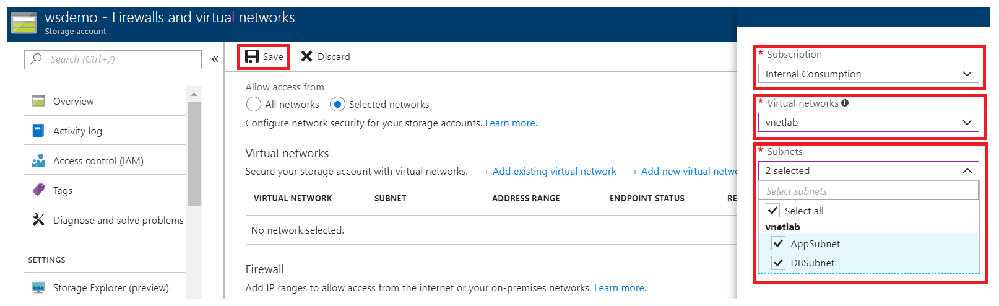 wsdemo - Firewalls and virtual networks
Storage account
Search (Ctrl+/)
«
Overview
Activity log
Access control (IAM)
Tags
Diagnose and solve problems
SETTINGS
Storage Explorer (preview)
Save
Discard
Allow access from
All networks
Selected networks
Configure network security for your storage accounts. Learn more.
Virtual networks
Secure your storage account with virtual networks. + Add existing virtual network + Add new virtual netwo
VIRTUAL NETWORK SUBNET ADDRESS RANGE ENDPOINT STATUS RE
No network selected.
Firewall
Add IP ranges to allow access from the internet or your on-premises networks. Learn more.
* Subscription
Internal Consumption
* Virtual networks
vnetlab
* Subnets
2 selected
Select subnets
Select all
vnetlab
AppSubnet
DBSubnet